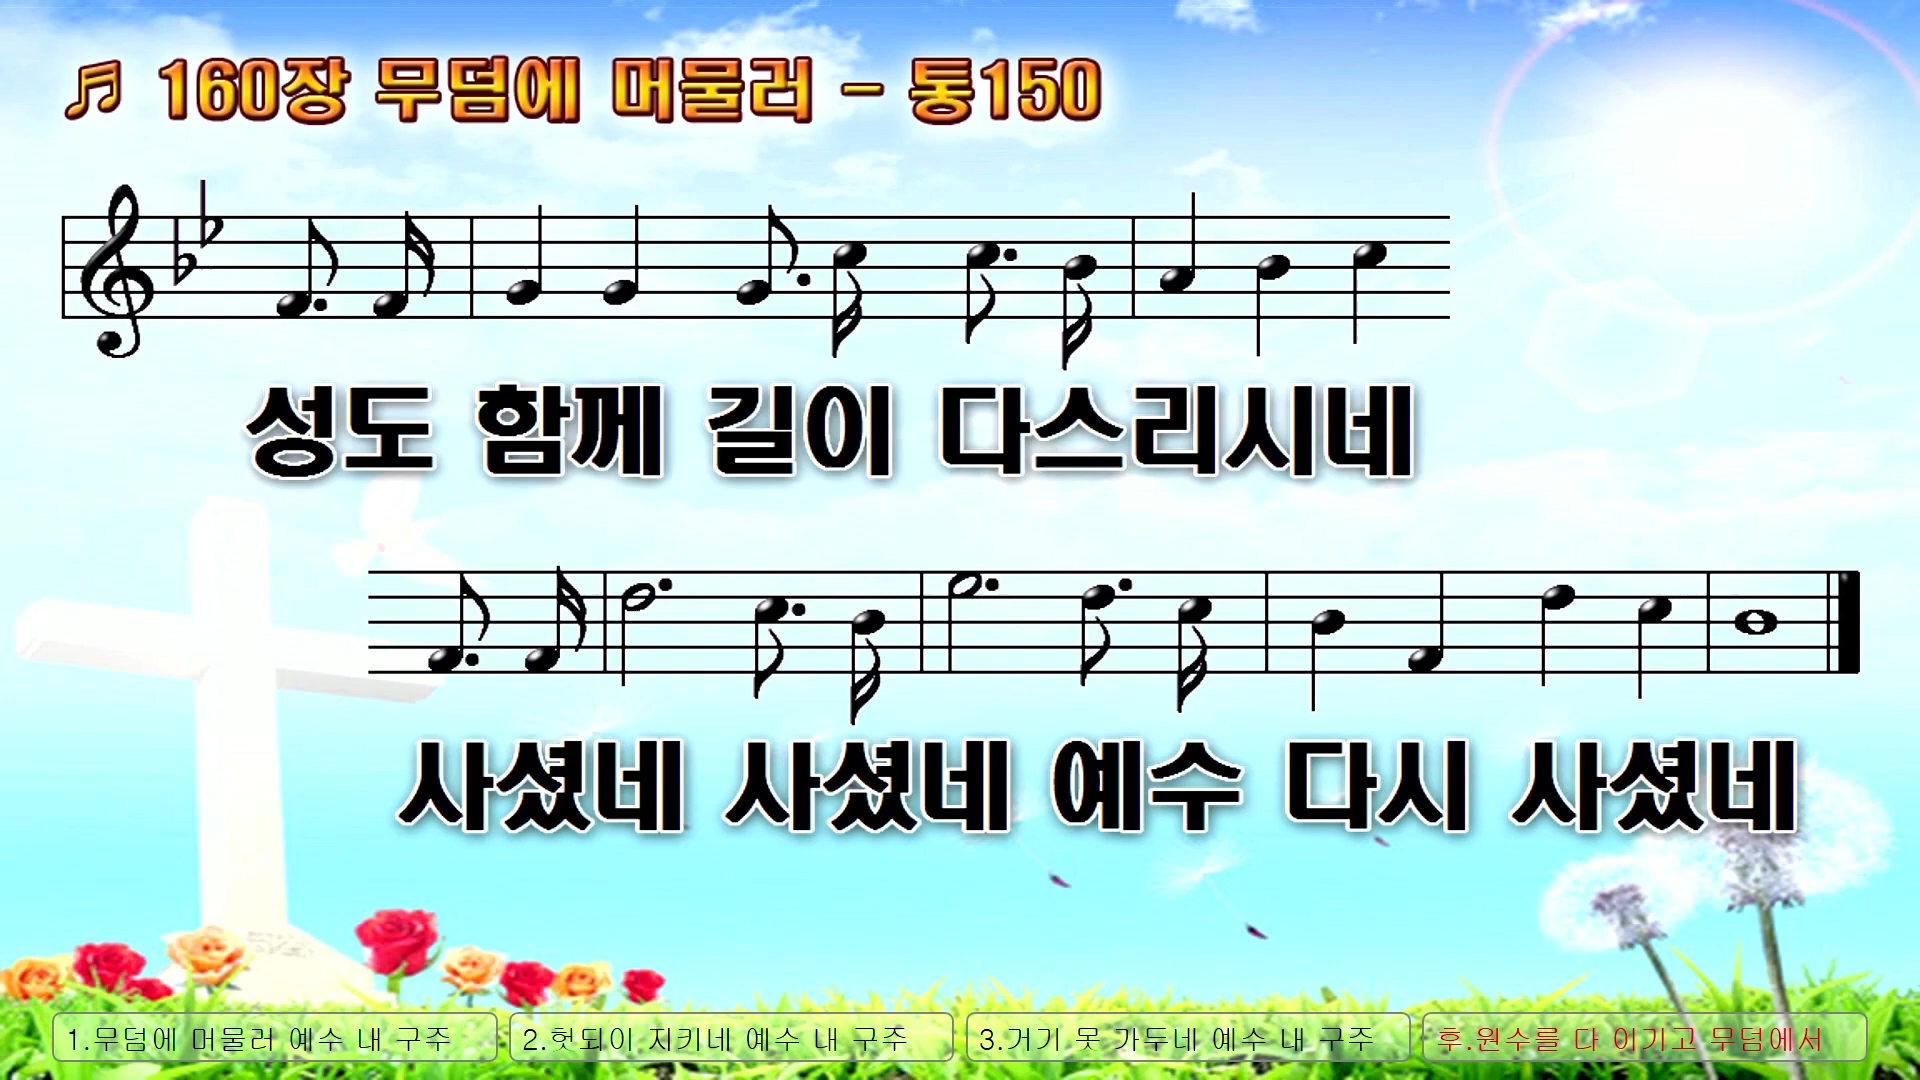 ♬ 160장 무덤에 머물러 - 통150
성도 함께 길이 다스리시네
사셨네 사셨네 예수 다시 사셨네
1.무덤에 머물러 예수 내 구주
2.헛되이 지키네 예수 내 구주
3.거기 못 가두네 예수 내 구주
후.원수를 다 이기고 무덤에서